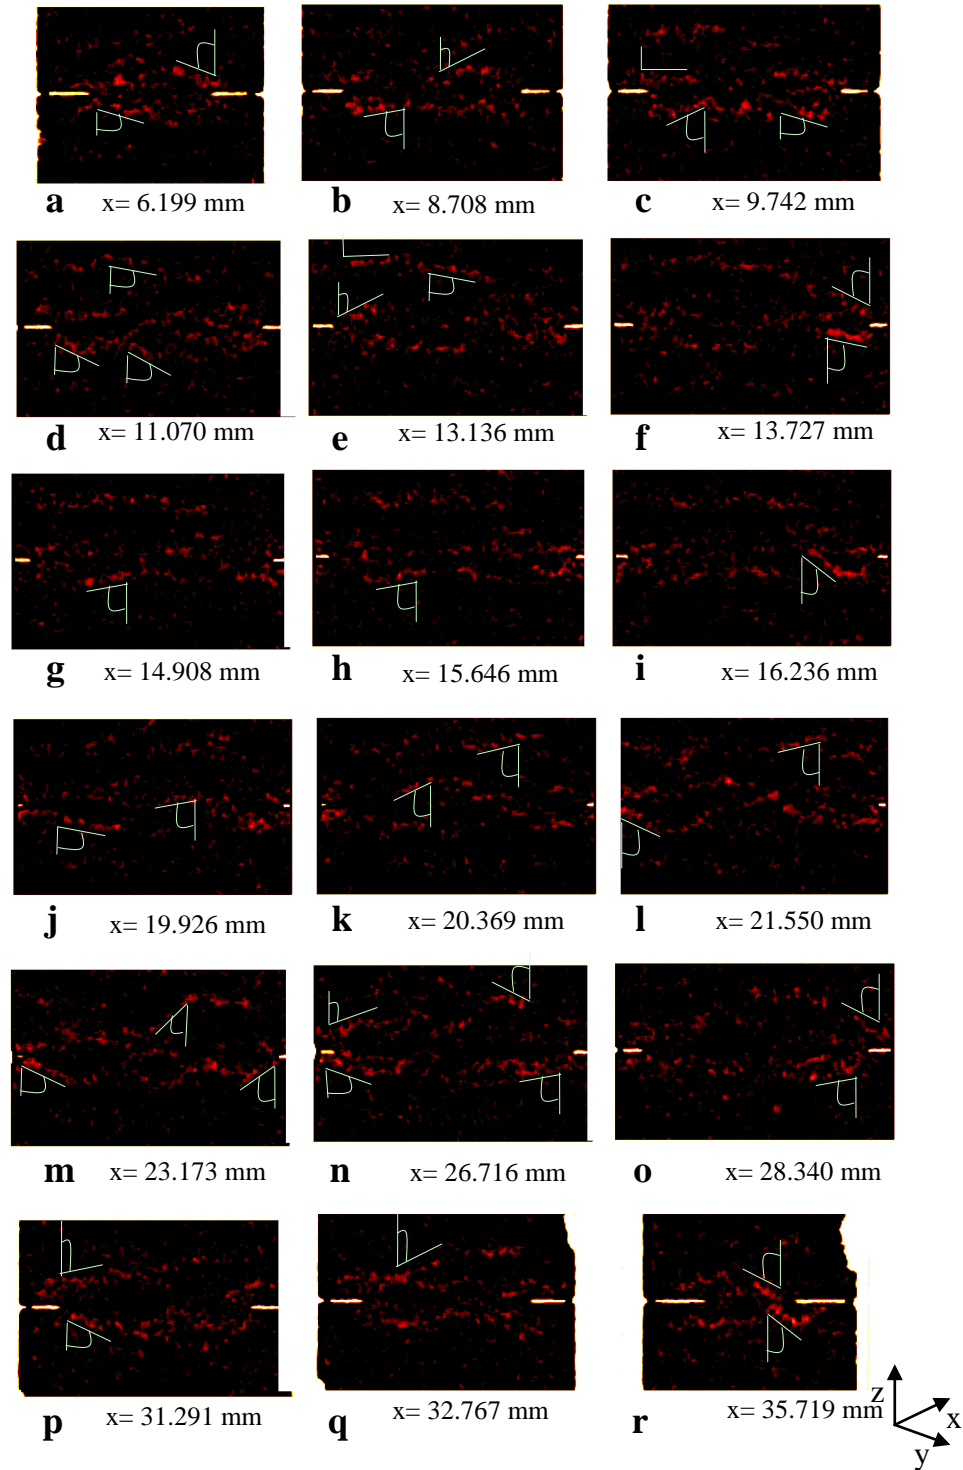 a x= 6.199 mm b x= 8.708 mm c x= 9.742 mm
d x= 11.070 mm e x= 13.136 mm f x= 13.727 mm
g x= 14.908 mm h x= 15.646 mm i x= 16.236 mm
j x= 19.926 mm k x= 20.369 mm l x= 21.550 mm
m x= 23.173 mm n x= 26.716 mm o x= 28.340 mm
p x= 31.291 mm q x= 32.767 mm r x= 35.719 mm
z
x
y